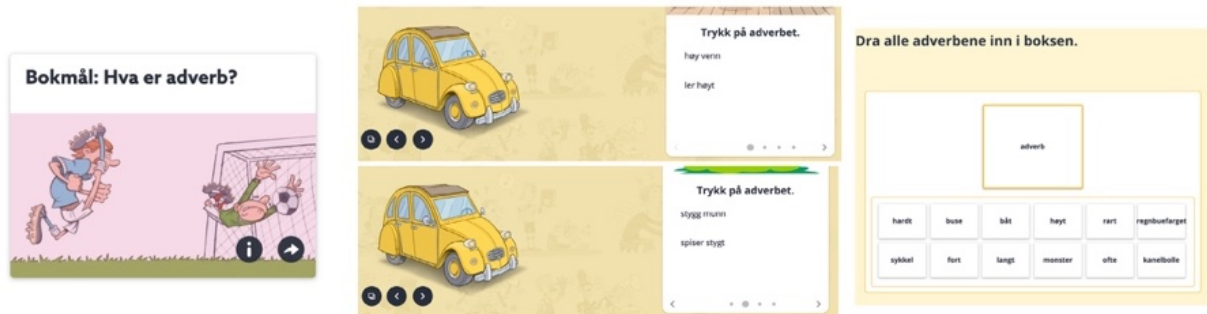 Bokmål: Hva er adverb?
Trykk på adverbet.
høy venn
ler høyt
Trykk på adverbet.
stygg munn
spiser stygt
Dra alle adverbene inn i boksen.
adverb
hardt buse båt høyt rart regnbuefarget
sykkel fort langt monster ofte kanelbolle